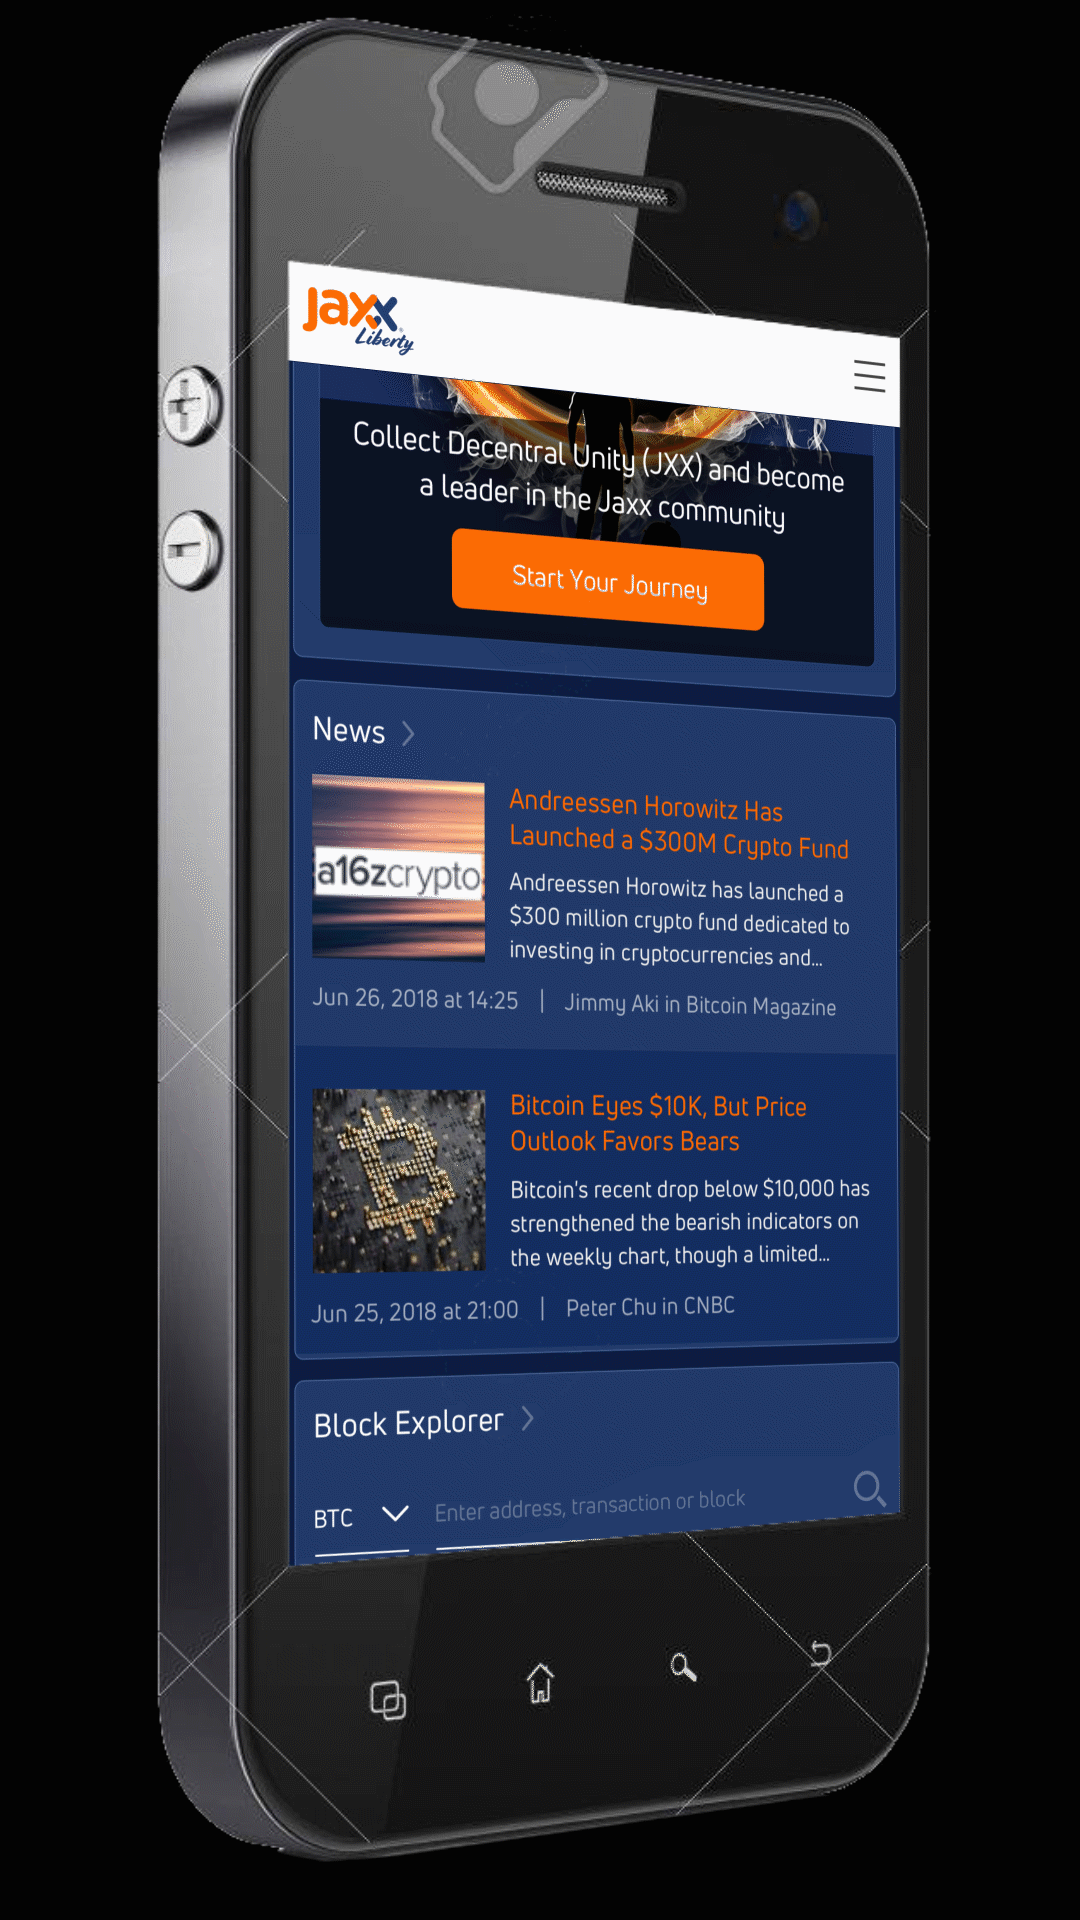 Jaxx
Liberty
Collect Decentral Unity (JXX) and become
a leader in the Jaxx community
Start Your Journey
News
a16zcrypto
Andreessen Horowitz Has
Launched a $300M Crypto Fund
Andreessen Horowitz has launched a
$300 million crypto fund dedicated to
investing in cryptocurrencies and...
Jun 26, 2018 at 14:25 | Jimmy Aki in Bitcoin Magazine
Bitcoin Eyes $10K, But Price
Outlook Favors Bears
Bitcoin's recent drop below $10,000 has
strengthened the bearish indicators on
the weekly chart, though a limited...
Jun 25, 2018 at 21:00 | Peter Chu in CNBC
Block Explorer
BTC
Enter address, transaction or block